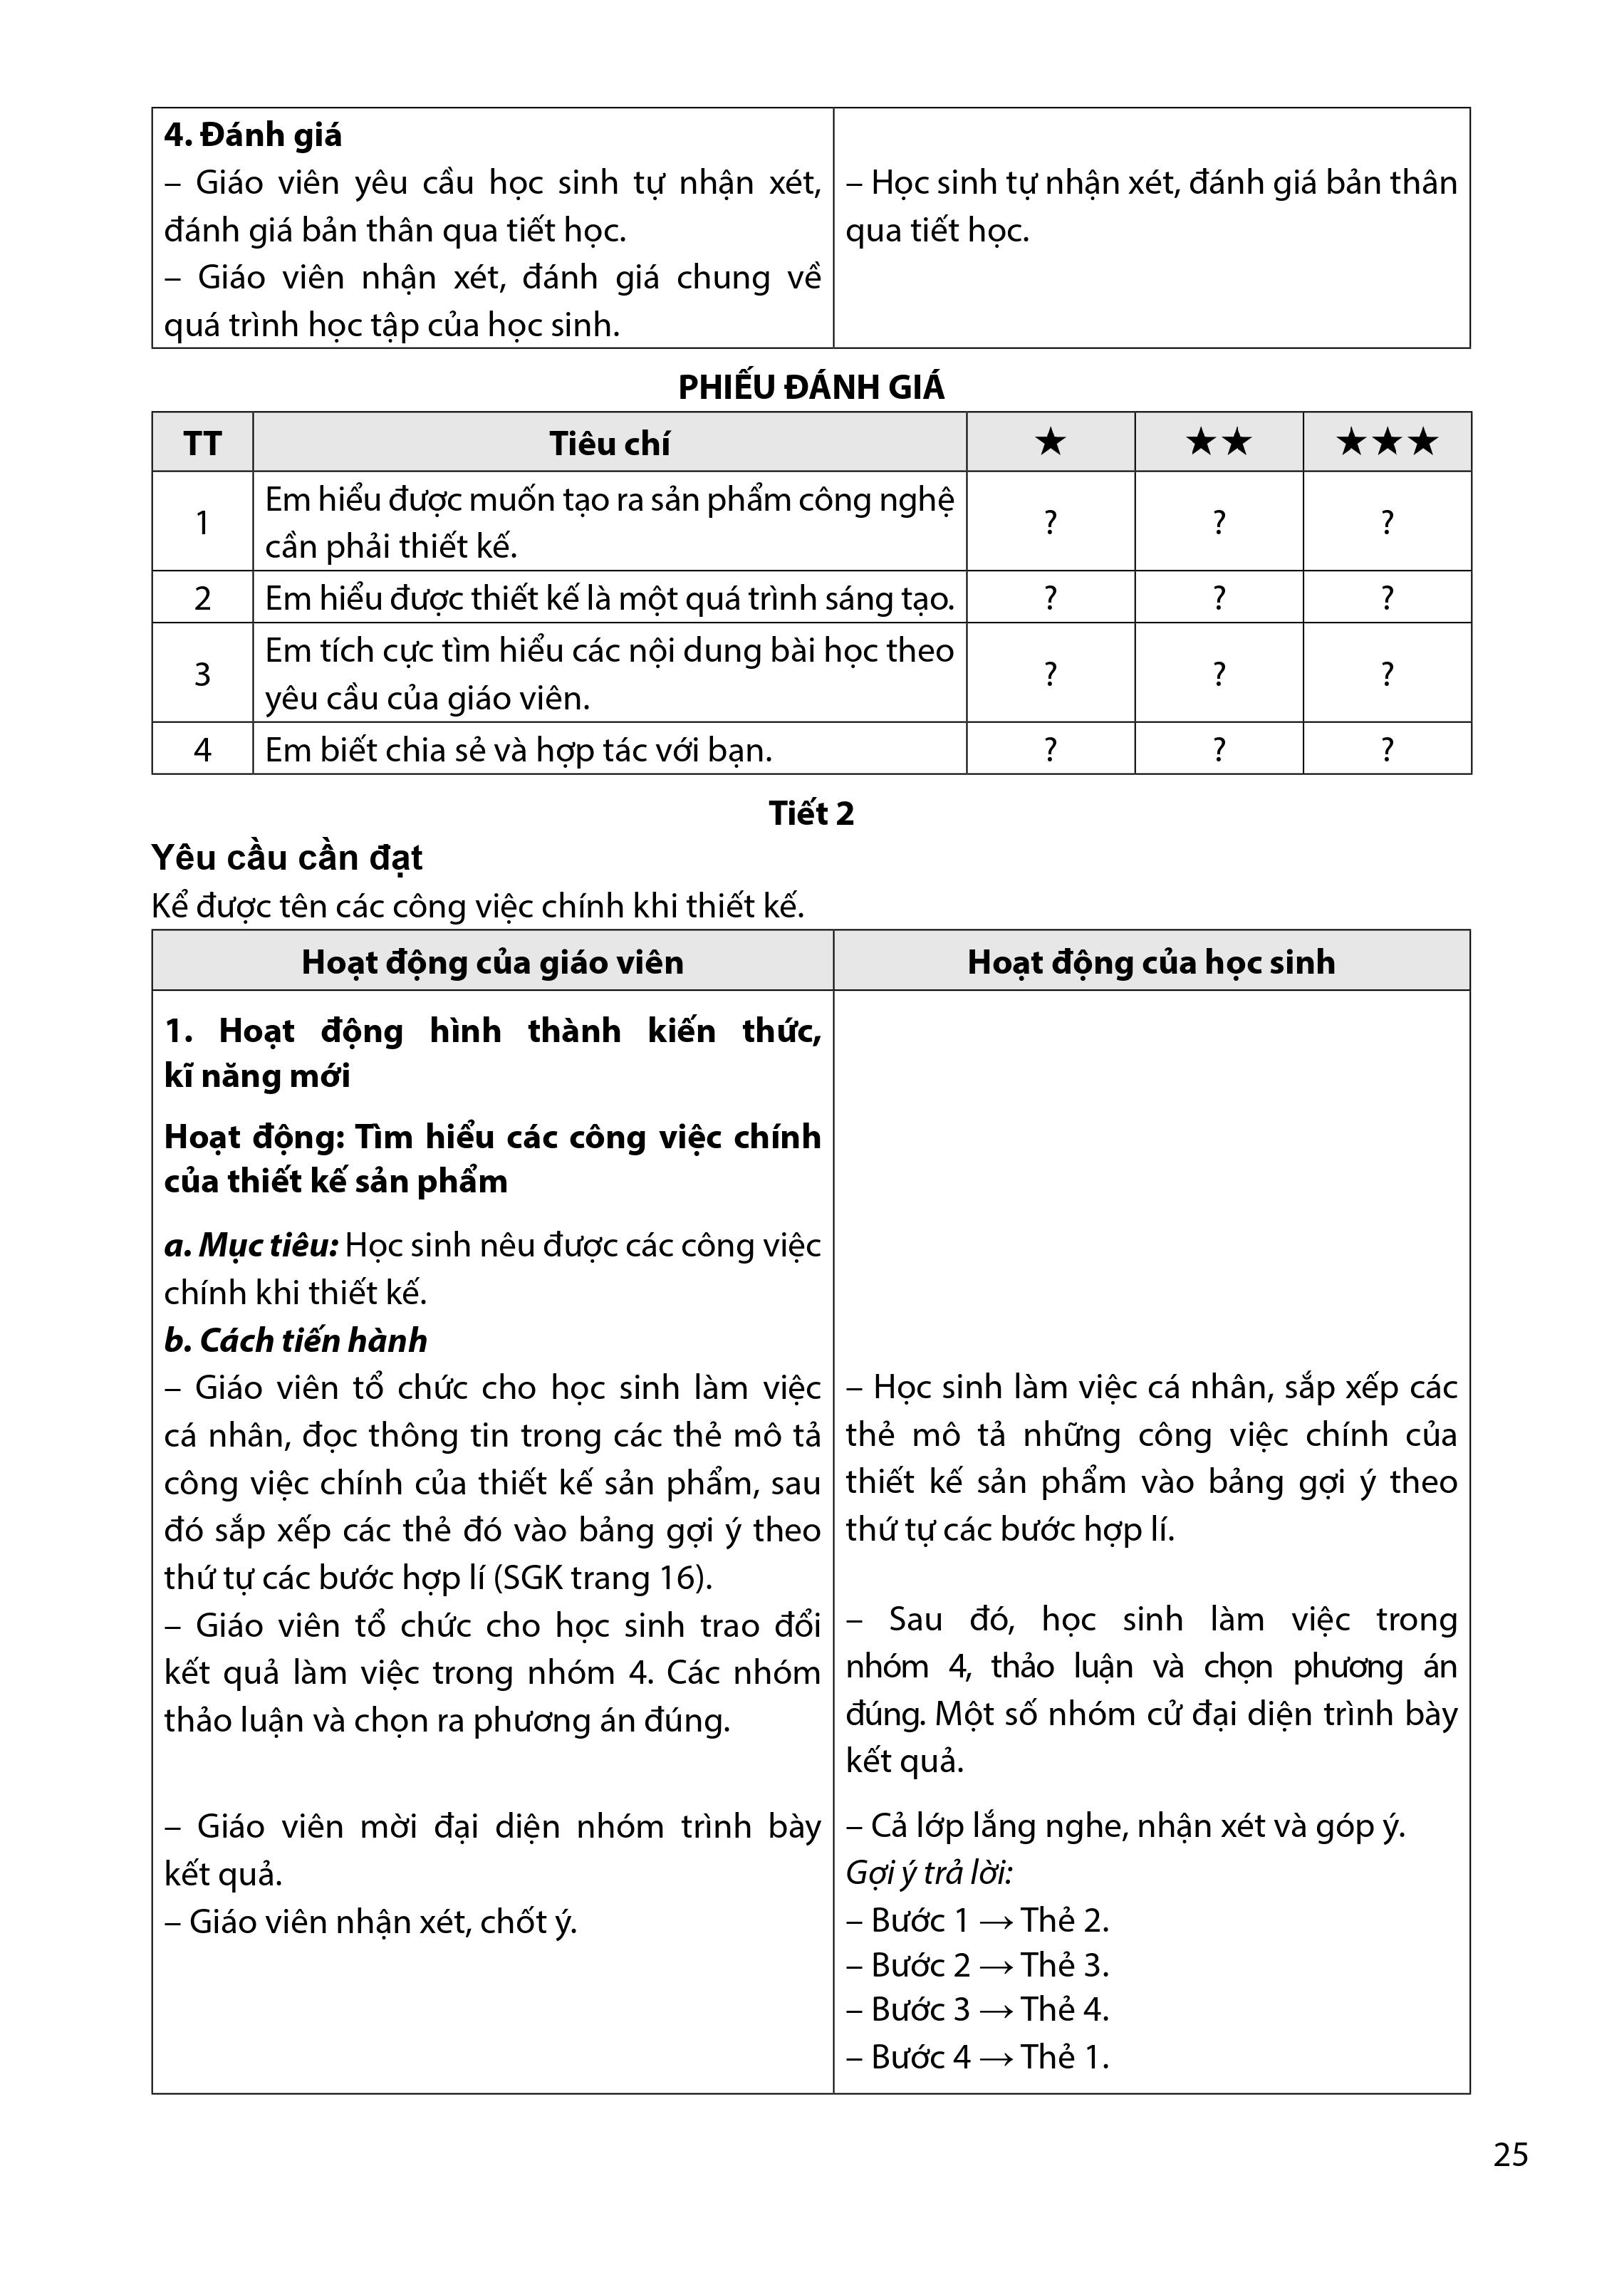 4. Đánh giá
– Giáo viên yêu cầu học sinh tự nhận xét,
đánh giá bản thân qua tiết học.
– Giáo viên nhận xét, đánh giá chung về
quá trình học tập của học sinh.
– Học sinh tự nhận xét, đánh giá bản thân
qua tiết học.
PHIẾU ĐÁNH GIÁ
TT Tiêu chí ★ ★★ ★★★
1 Em hiểu được muốn tạo ra sản phẩm công nghệ
cần phải thiết kế. ? ? ?
2 Em hiểu được thiết kế là một quá trình sáng tạo. ? ? ?
3 Em tích cực tìm hiểu các nội dung bài học theo
yêu cầu của giáo viên. ? ? ?
4 Em biết chia sẻ và hợp tác với bạn. ? ? ?
Tiết 2
Yêu cầu cần đạt
Kể được tên các công việc chính khi thiết kế.
Hoạt động của giáo viên Hoạt động của học sinh
1. Hoạt động hình thành kiến thức,
kĩ năng mới
Hoạt động: Tìm hiểu các công việc chính
của thiết kế sản phẩm
a. Mục tiêu: Học sinh nêu được các công việc
chính khi thiết kế.
b. Cách tiến hành
– Giáo viên tổ chức cho học sinh làm việc
cá nhân, đọc thông tin trong các thẻ mô tả
công việc chính của thiết kế sản phẩm, sau
đó sắp xếp các thẻ đó vào bảng gợi ý theo
thứ tự các bước hợp lí (SGK trang 16).
– Giáo viên tổ chức cho học sinh trao đổi
kết quả làm việc trong nhóm 4. Các nhóm
thảo luận và chọn ra phương án đúng.
– Giáo viên mời đại diện nhóm trình bày
kết quả.
– Giáo viên nhận xét, chốt ý.
– Học sinh làm việc cá nhân, sắp xếp các
thẻ mô tả những công việc chính của
thiết kế sản phẩm vào bảng gợi ý theo
thứ tự các bước hợp lí.
– Sau đó, học sinh làm việc trong
nhóm 4, thảo luận và chọn phương án
đúng. Một số nhóm cử đại diện trình bày
kết quả.
– Cả lớp lắng nghe, nhận xét và góp ý.
Gợi ý trả lời:
– Bước 1 → Thẻ 2.
– Bước 2 → Thẻ 3.
– Bước 3 → Thẻ 4.
– Bước 4 → Thẻ 1.
25